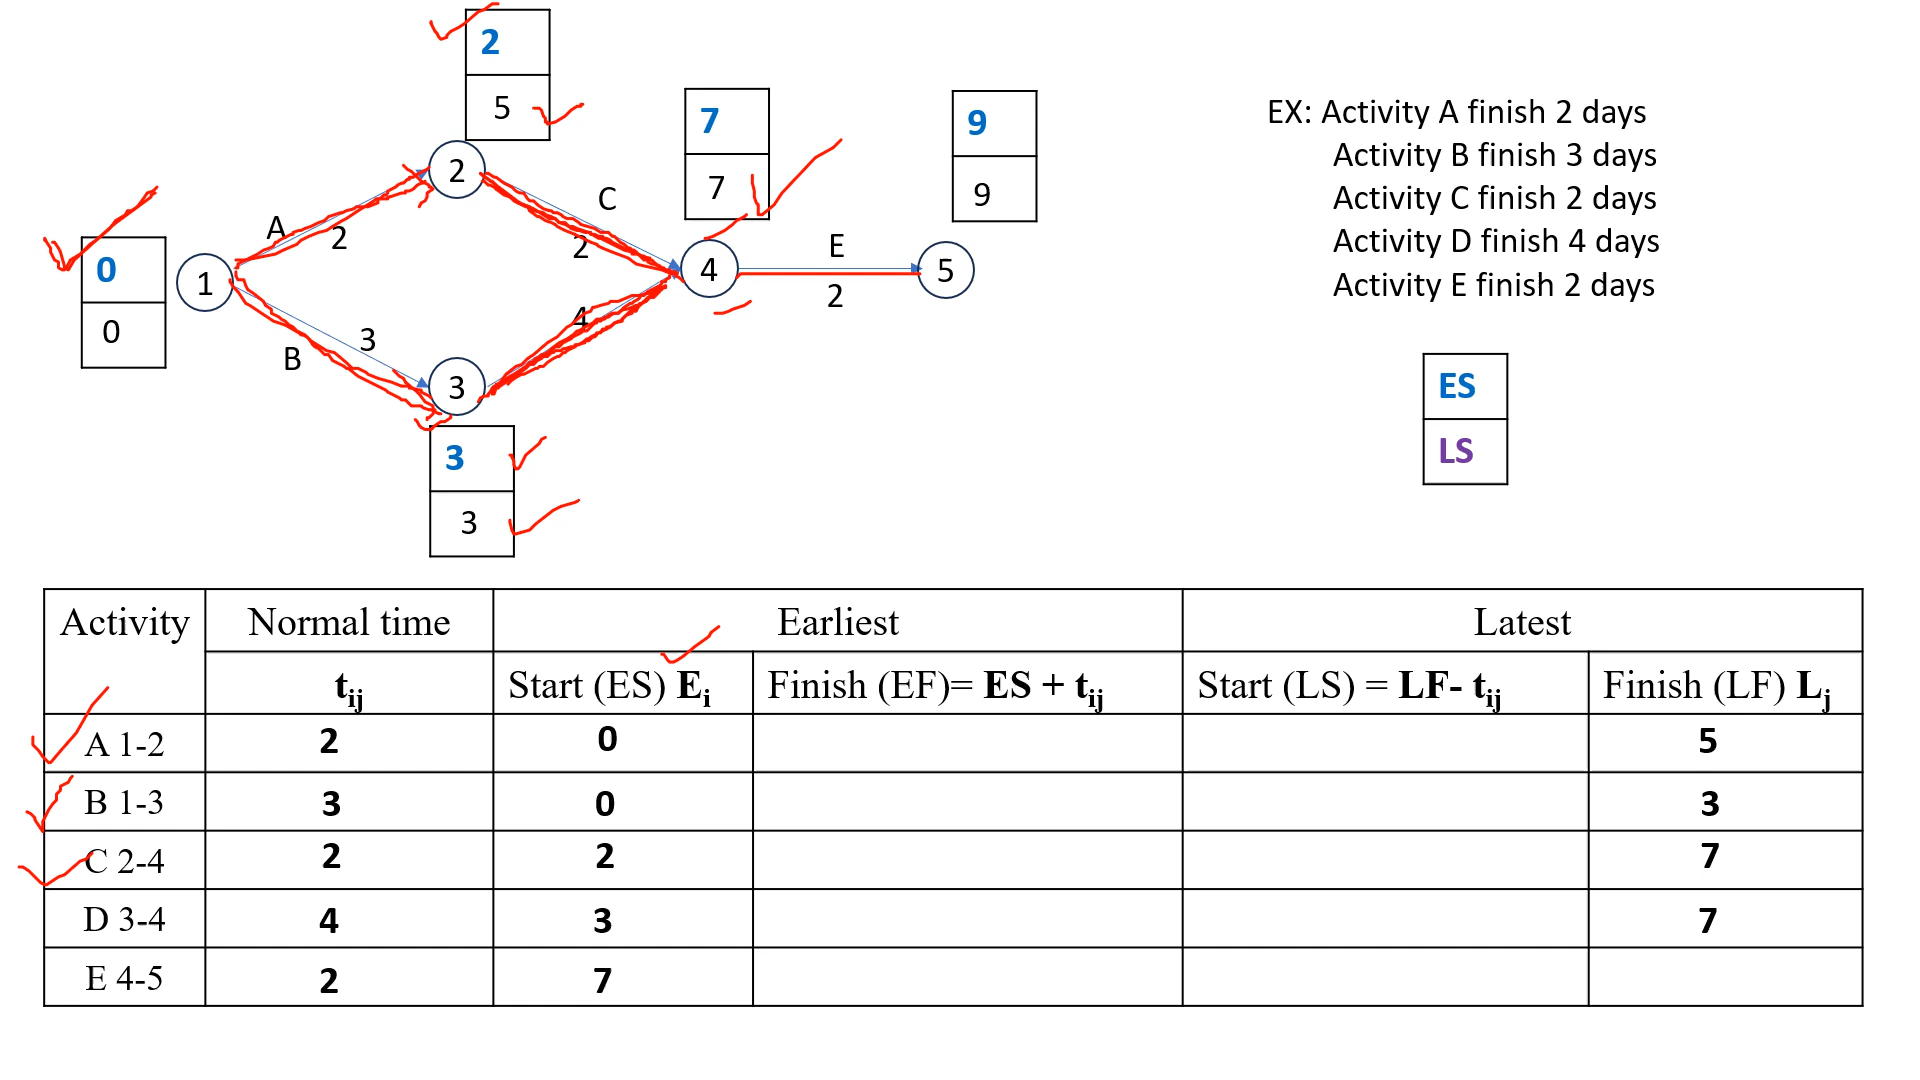 2
5
7
7
9
9
EX: Activity A finish 2 days
Activity B finish 3 days
Activity C finish 2 days
Activity D finish 4 days
Activity E finish 2 days
0
0
1
A
2
2
C
2
4
E
2
5
B
3
4
3
3
3
ES
LS
Activity Normal time Earliest Latest
tij Start (ES) Ei Finish (EF)= ES + tij Start (LS) = LF- tij Finish (LF) Lj
A 1-2 2 0 5
B 1-3 3 0 3
C 2-4 2 2 7
D 3-4 4 3 7
E 4-5 2 7